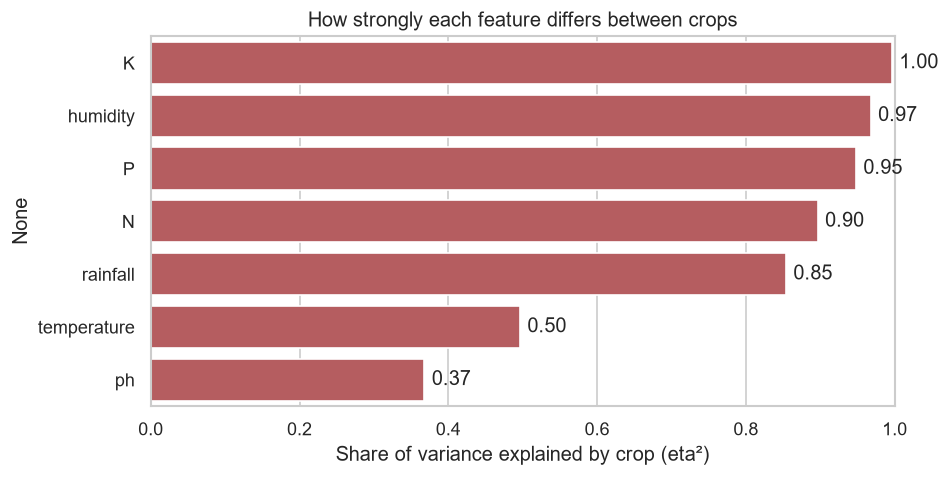 How strongly each feature differs between crops
None
K
1.00
humidity
0.97
P
0.95
N
0.90
rainfall
0.85
temperature
0.50
ph
0.37
0.0 0.2 0.4 0.6 0.8 1.0
Share of variance explained by crop (eta²)